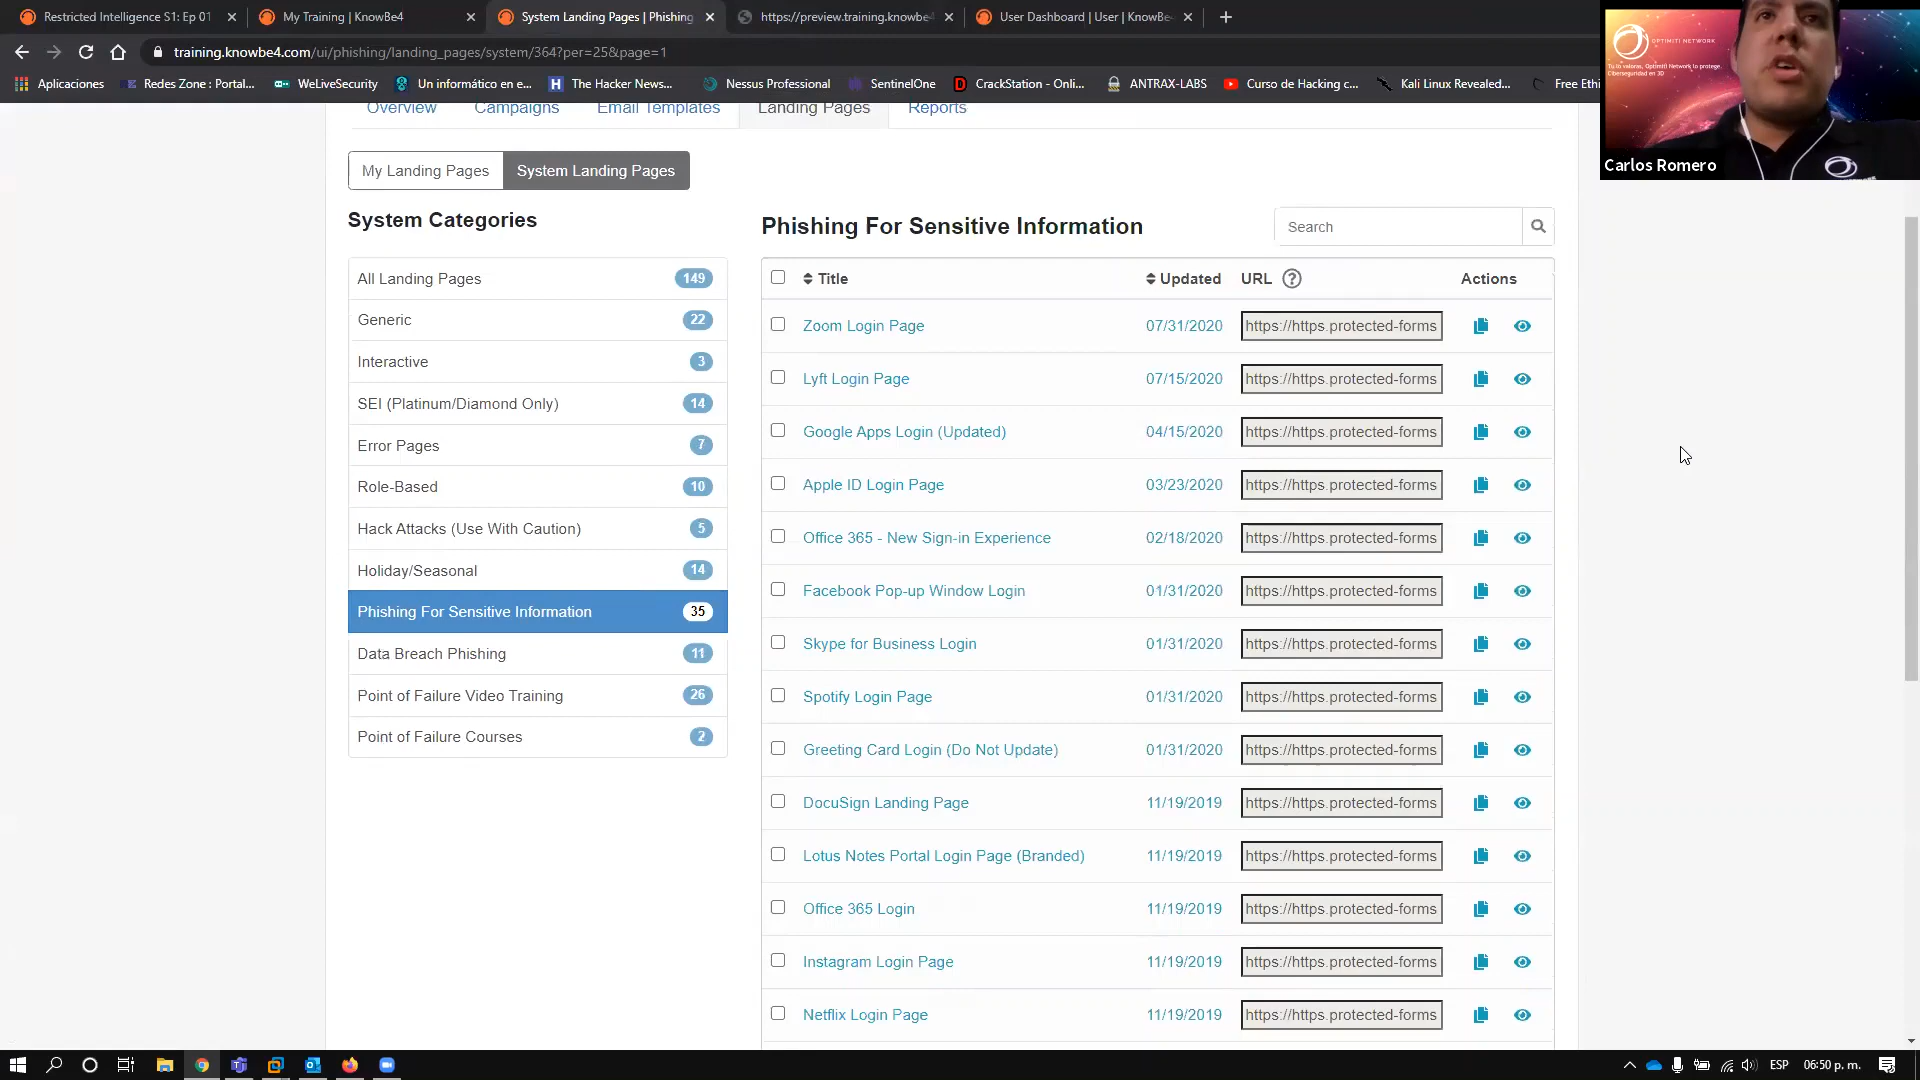 Restricted Intelligence S1: Ep 01
My Training | KnowBe4
System Landing Pages | Phishing
https://preview.training.knowbe
User Dashboard | User | KnowBe
training.knowbe4.com/ui/phishing/landing_pages/system/364?per=25&page=1
Aplicaciones
Redes Zone : Portal...
WeLiveSecurity
Un informático en e...
The Hacker News...
Nessus Professional
SentinelOne
CrackStation - Onli...
ANTRAX-LABS
Curso de Hacking c...
Kali Linux Revealed...
Free Ethi
OPTIMITI NETWORK
Carlos Romero
Overview
Campaigns
Email Templates
Landing Pages
Reports
My Landing Pages
System Landing Pages
System Categories
All Landing Pages 149
Generic 22
Interactive 3
SEI (Platinum/Diamond Only) 14
Error Pages 7
Role-Based 10
Hack Attacks (Use With Caution) 5
Holiday/Seasonal 14
Phishing For Sensitive Information 35
Data Breach Phishing 11
Point of Failure Video Training 26
Point of Failure Courses 2
Phishing For Sensitive Information
Search
Title Updated URL ? Actions
Zoom Login Page 07/31/2020 https://https.protected-forms
Lyft Login Page 07/15/2020 https://https.protected-forms
Google Apps Login (Updated) 04/15/2020 https://https.protected-forms
Apple ID Login Page 03/23/2020 https://https.protected-forms
Office 365 - New Sign-in Experience 02/18/2020 https://https.protected-forms
Facebook Pop-up Window Login 01/31/2020 https://https.protected-forms
Skype for Business Login 01/31/2020 https://https.protected-forms
Spotify Login Page 01/31/2020 https://https.protected-forms
Greeting Card Login (Do Not Update) 01/31/2020 https://https.protected-forms
DocuSign Landing Page 11/19/2019 https://https.protected-forms
Lotus Notes Portal Login Page (Branded) 11/19/2019 https://https.protected-forms
Office 365 Login 11/19/2019 https://https.protected-forms
Instagram Login Page 11/19/2019 https://https.protected-forms
Netflix Login Page 11/19/2019 https://https.protected-forms
ESP
06:50 p. m.